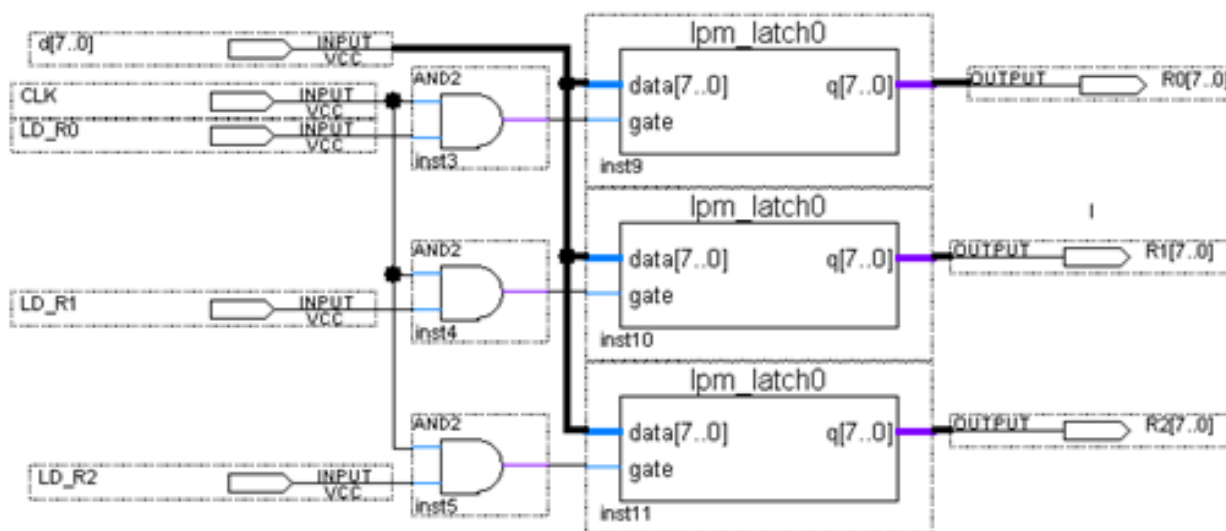 d[7..0] INPUT VCC
CLK INPUT VCC
LD_R0 INPUT VCC
AND2
inst3
lpm_latch0
data[7..0] q[7..0]
gate
inst9
OUTPUT R0[7..0]
LD_R1 INPUT VCC
AND2
inst4
lpm_latch0
data[7..0] q[7..0]
gate
inst10
OUTPUT R1[7..0]
LD_R2 INPUT VCC
AND2
inst5
lpm_latch0
data[7..0] q[7..0]
gate
inst11
OUTPUT R2[7..0]